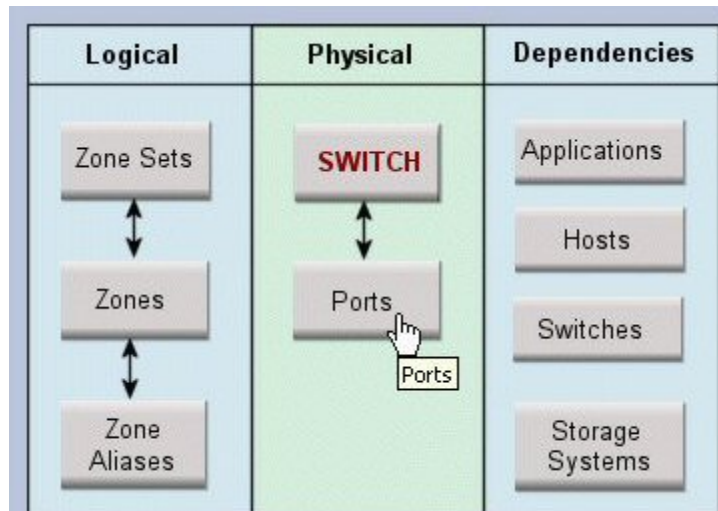 Logical
Physical
Dependencies
Zone Sets
Zones
Zone
Aliases
SWITCH
Ports
Ports
Applications
Hosts
Switches
Storage
Systems